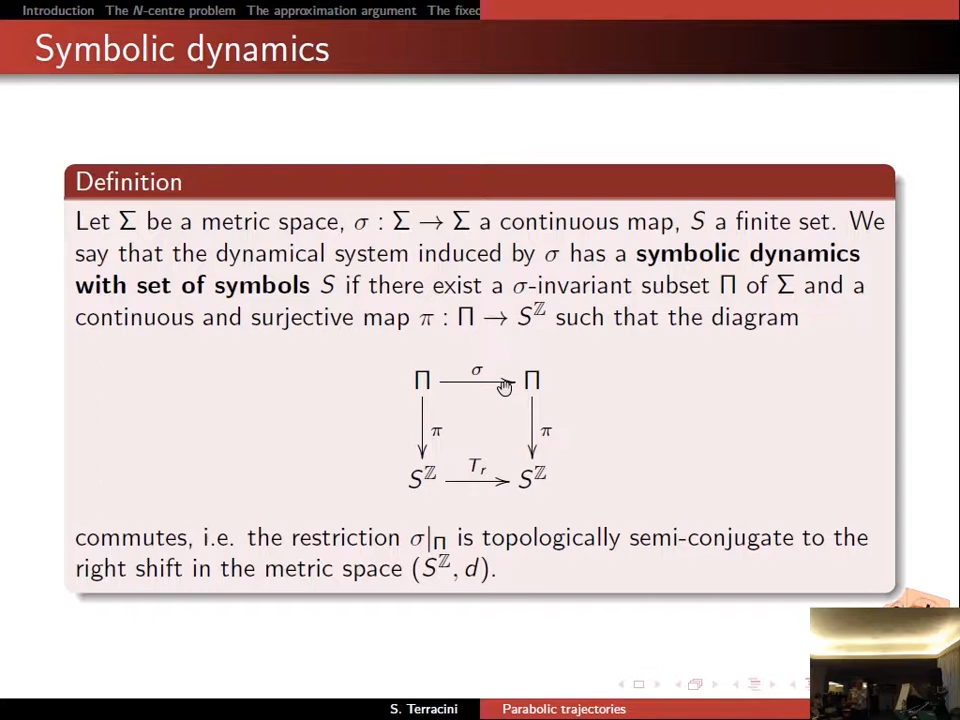 Introduction The N-centre problem The approximation argument The fixed
Symbolic dynamics
Definition
Let Σ be a metric space, σ : Σ → Σ a continuous map, S a finite set. We
say that the dynamical system induced by σ has a symbolic dynamics
with set of symbols S if there exist a σ-invariant subset Π of Σ and a
continuous and surjective map π : Π → S^ℤ such that the diagram
Π σ Π
π π
S^ℤ T_r S^ℤ
commutes, i.e. the restriction σ|_Π is topologically semi-conjugate to the
right shift in the metric space (S^ℤ, d).
S. Terracini Parabolic trajectories